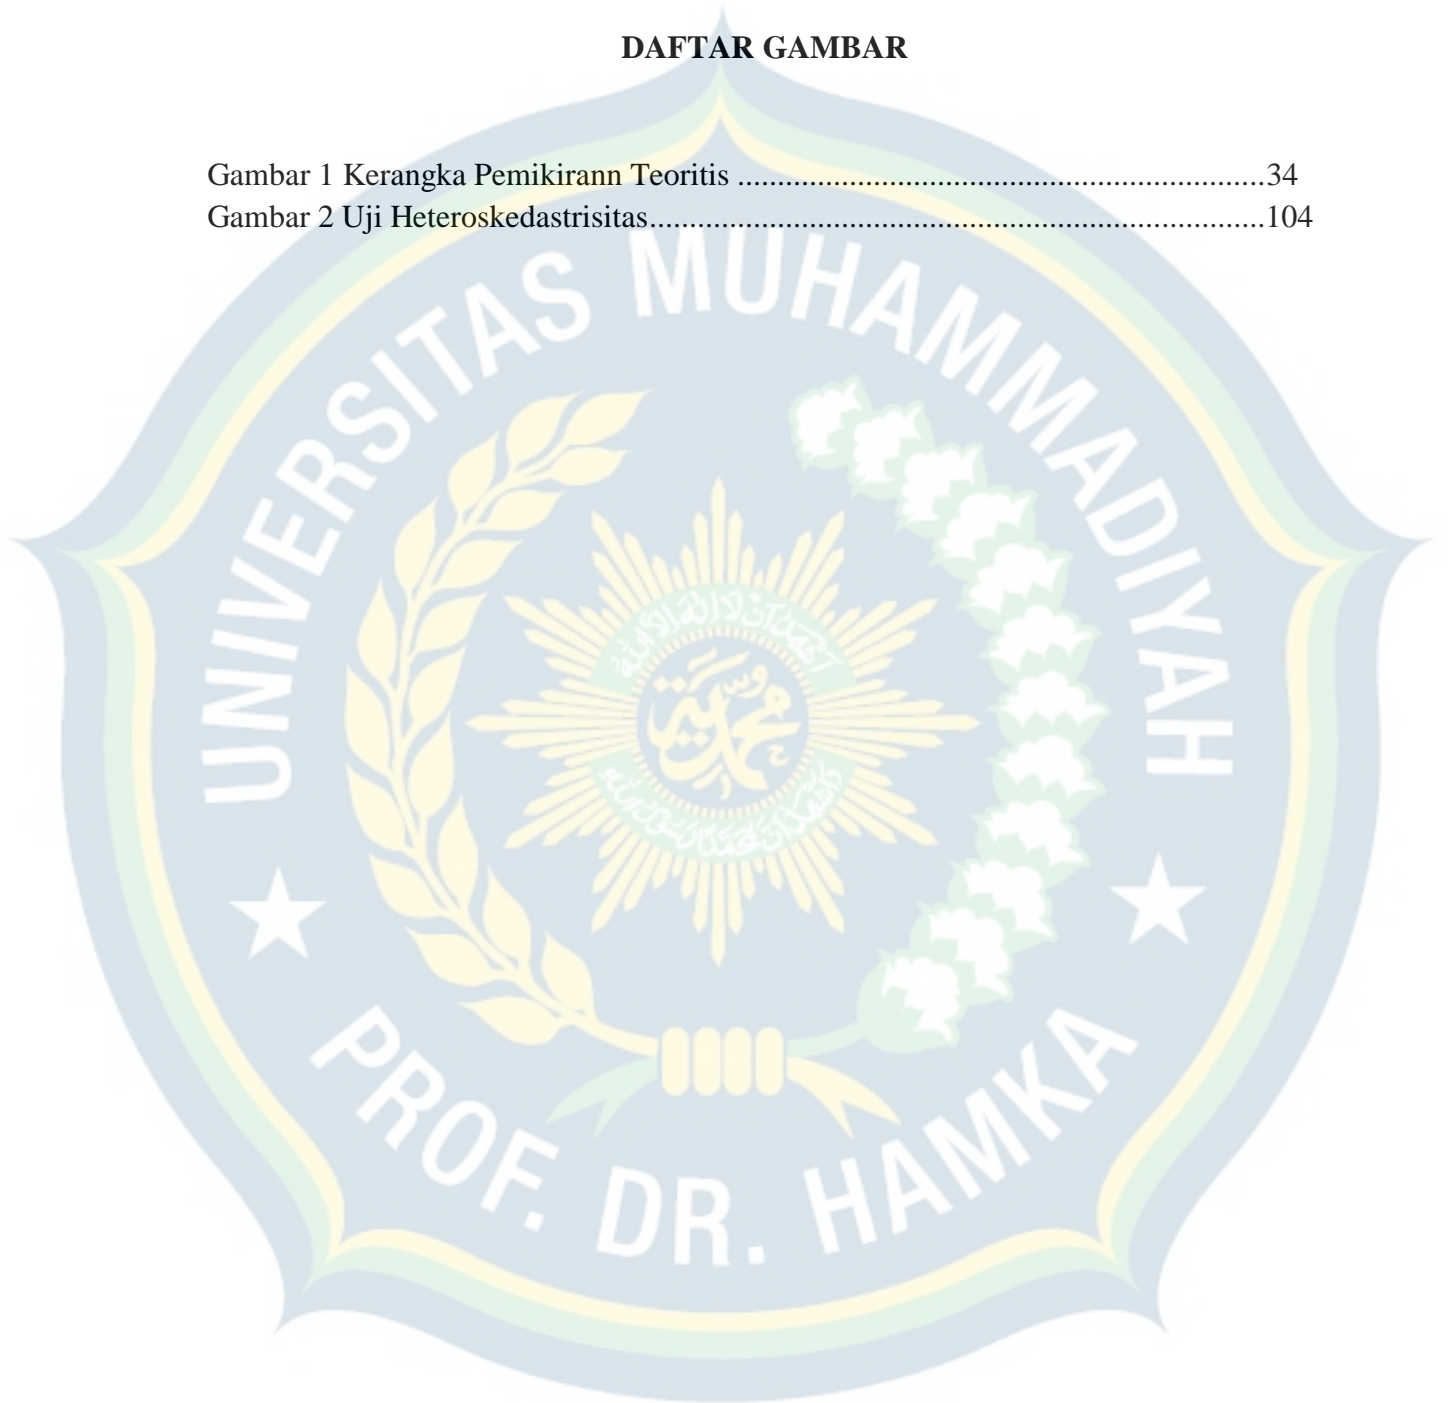 DAFTAR GAMBAR
Gambar 1 Kerangka Pemikirann Teoritis ..................................................................34
Gambar 2 Uji Heteroskedastrisitas.............................................................................104
UNIVERSITAS MUHAMMADIYAH
PROF. DR. HAMKA